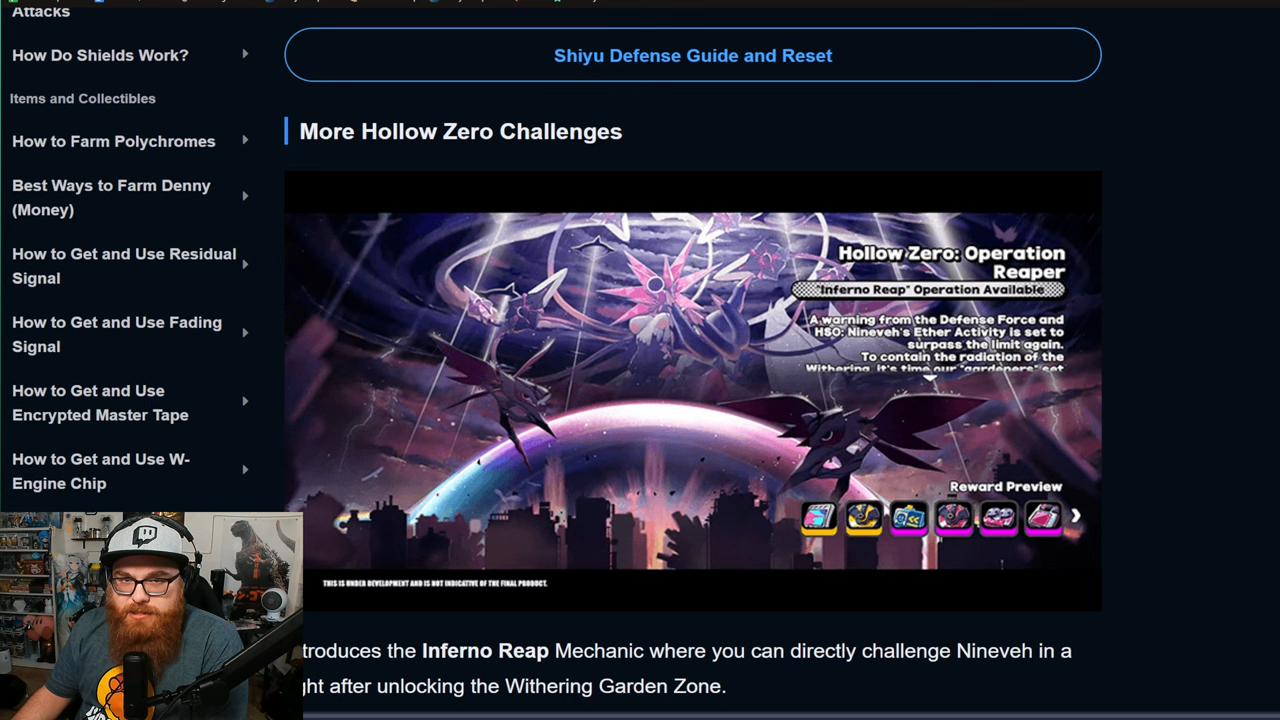 Attacks
How Do Shields Work?
Items and Collectibles
How to Farm Polychromes
Best Ways to Farm Denny
(Money)
How to Get and Use Residual
Signal
How to Get and Use Fading
Signal
How to Get and Use
Encrypted Master Tape
How to Get and Use W-
Engine Chip
Shiyu Defense Guide and Reset
More Hollow Zero Challenges
Hollow Zero: Operation
Reaper
"Inferno Reap" Operation Available
A warning from the Defense Force and
HSO: Nineveh's Ether Activity is set to
surpass the limit again.
To contain the radiation of the
Withering, it's time our "gardeners" set
Reward Preview
THIS IS UNDER DEVELOPMENT AND IS NOT INDICATIVE OF THE FINAL PRODUCT.
troduces the Inferno Reap Mechanic where you can directly challenge Nineveh in a
ght after unlocking the Withering Garden Zone.